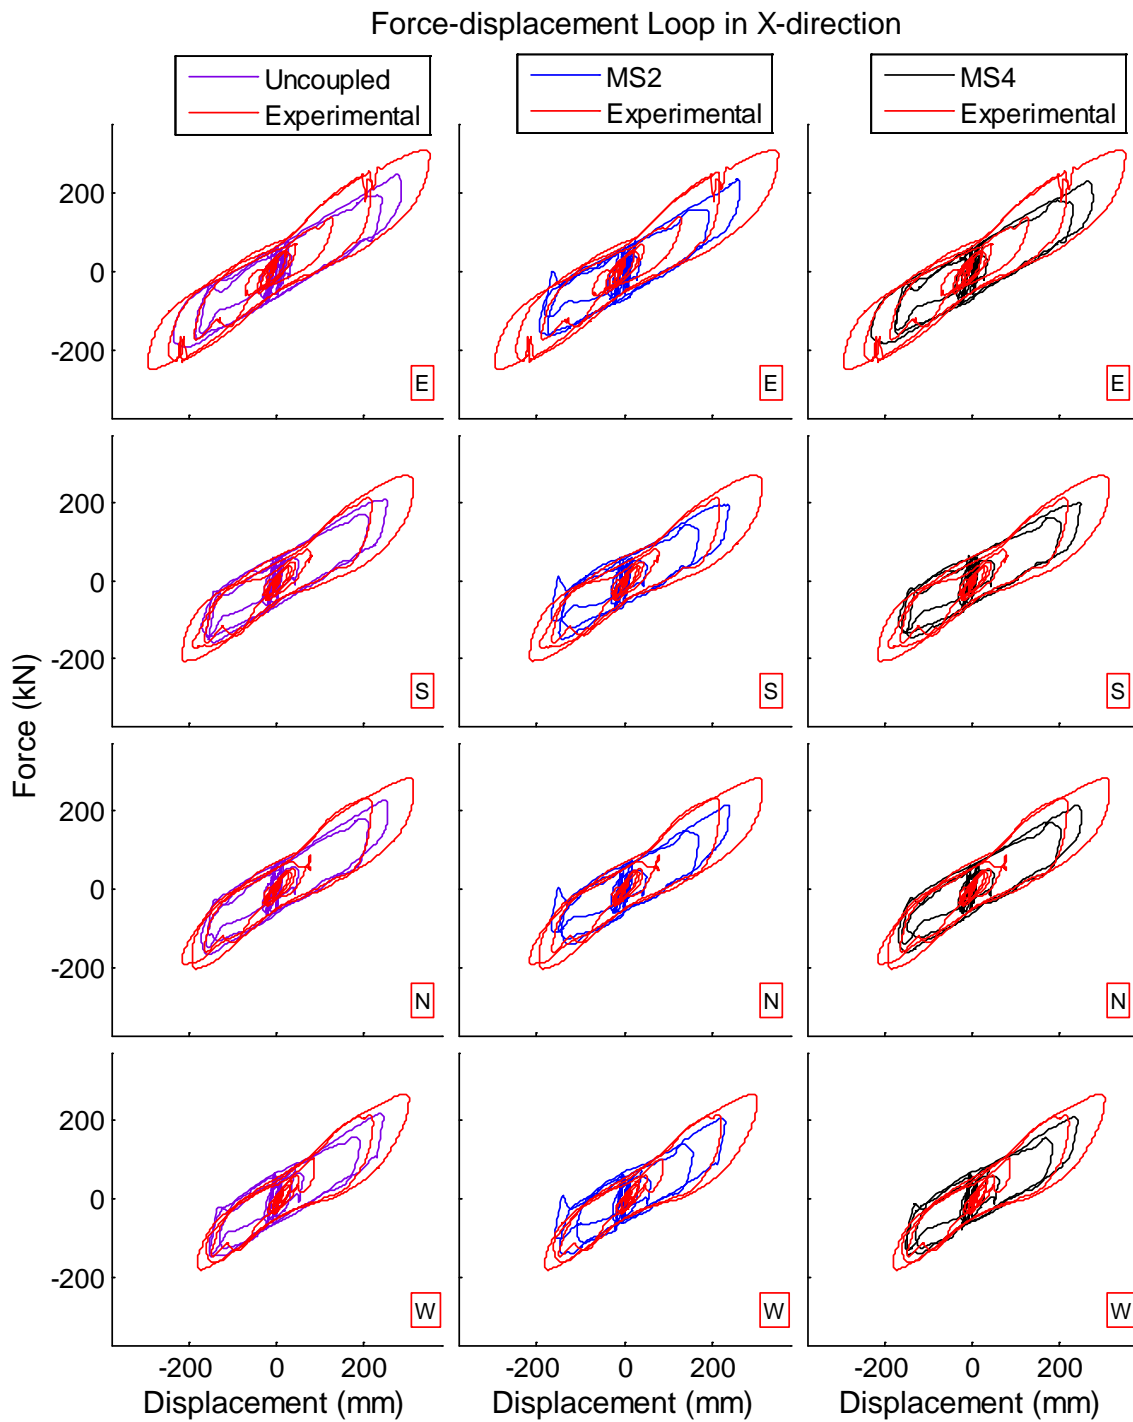 Force-displacement Loop in X-direction
Uncoupled
Experimental
MS2
Experimental
MS4
Experimental
200
0
-200
E
E
E
200
0
-200
S
S
S
Force (kN)
200
0
-200
N
N
N
200
0
-200
W
W
W
-200 0 200
-200 0 200
-200 0 200
Displacement (mm)
Displacement (mm)
Displacement (mm)